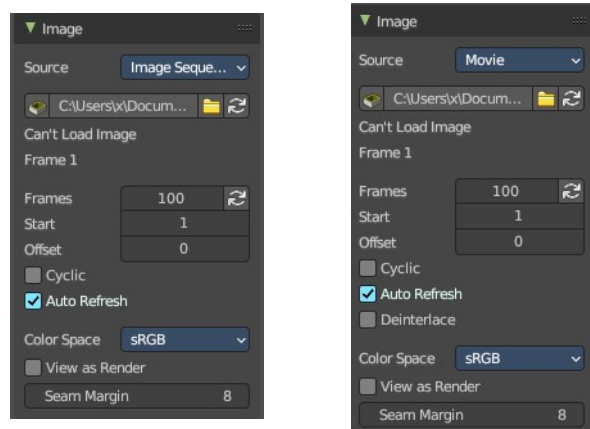 Image
Source Image Seque...
C:\Users\x\Docum...
Can't Load Image
Frame 1
Frames 100
Start 1
Offset 0
Cyclic
Auto Refresh
Color Space sRGB
View as Render
Seam Margin 8
Image
Source Movie
C:\Users\x\Docum...
Can't Load Image
Frame 1
Frames 100
Start 1
Offset 0
Cyclic
Auto Refresh
Deinterlace
Color Space sRGB
View as Render
Seam Margin 8